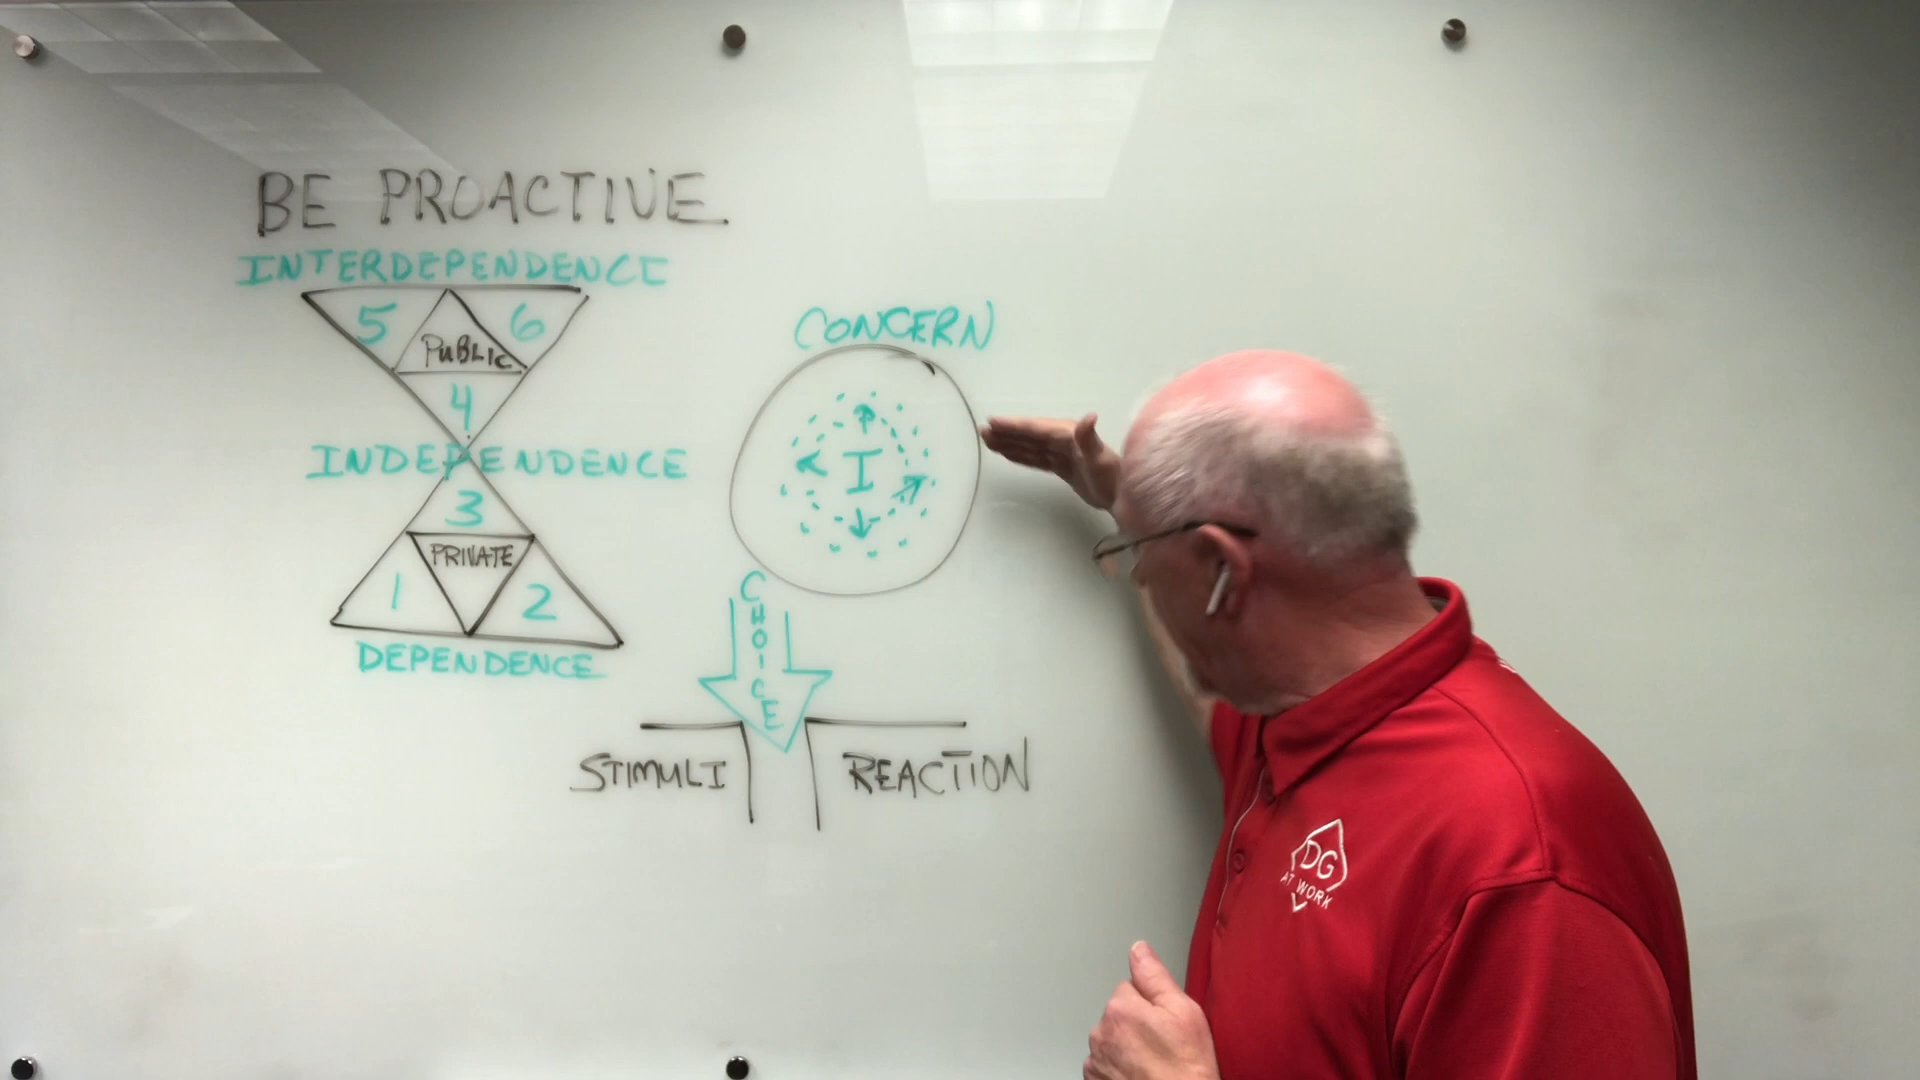 BE PROACTIVE
INTERDEPENDENCE
5 6
PUBLIC
4
INDEPENDENCE
3
PRIVATE
1 2
DEPENDENCE
CONCERN
I
CHOICE
STIMULI REACTION
DG
AT WORK